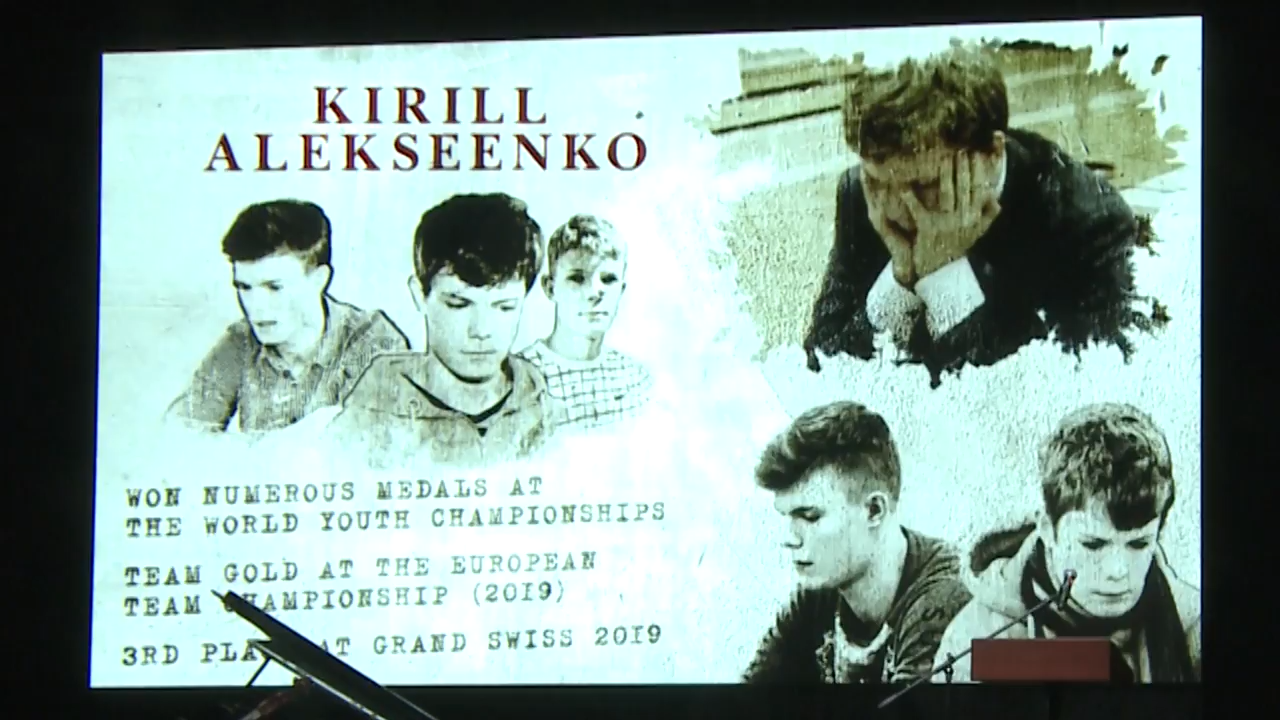 KIRILL
ALEKSEENKO
WON NUMEROUS MEDALS AT
THE WORLD YOUTH CHAMPIONSHIPS
TEAM GOLD AT THE EUROPEAN
TEAM CHAMPIONSHIP (2019)
3RD AT GRAND SWISS 2019